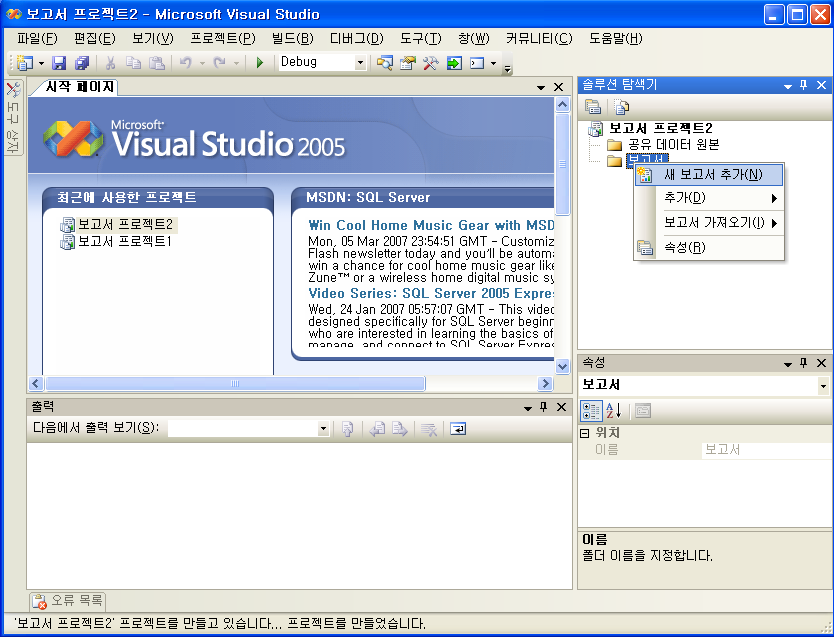 보고서 프로젝트2 - Microsoft Visual Studio
파일(F) 편집(E) 보기(V) 프로젝트(P) 빌드(B) 디버그(D) 도구(T) 창(W) 커뮤니티(C) 도움말(H)
Debug
도구 상자
시작 페이지
Microsoft®
Visual Studio 2005
최근에 사용한 프로젝트
보고서 프로젝트2
보고서 프로젝트1
MSDN: SQL Server
Win Cool Home Music Gear with MSD
Mon, 05 Mar 2007 23:54:51 GMT - Customiz
Flash newsletter today and you'll be autom
win a chance for cool home music gear like
Zune™ or a wireless home digital music sy
Video Series: SQL Server 2005 Expre
Wed, 24 Jan 2007 05:57:07 GMT - This video
designed specifically for SQL Server beginn
who are interested in learning the basics of
manage, and connect to SQL Server Expres
솔루션 탐색기
보고서 프로젝트2
공유 데이터 원본
보고서
새 보고서 추가(N)
추가(D)
보고서 가져오기(I)
속성(R)
속성
보고서
위치
이름 보고서
이름
폴더 이름을 지정합니다.
출력
다음에서 출력 보기(S):
오류 목록
'보고서 프로젝트2' 프로젝트를 만들고 있습니다... 프로젝트를 만들었습니다.